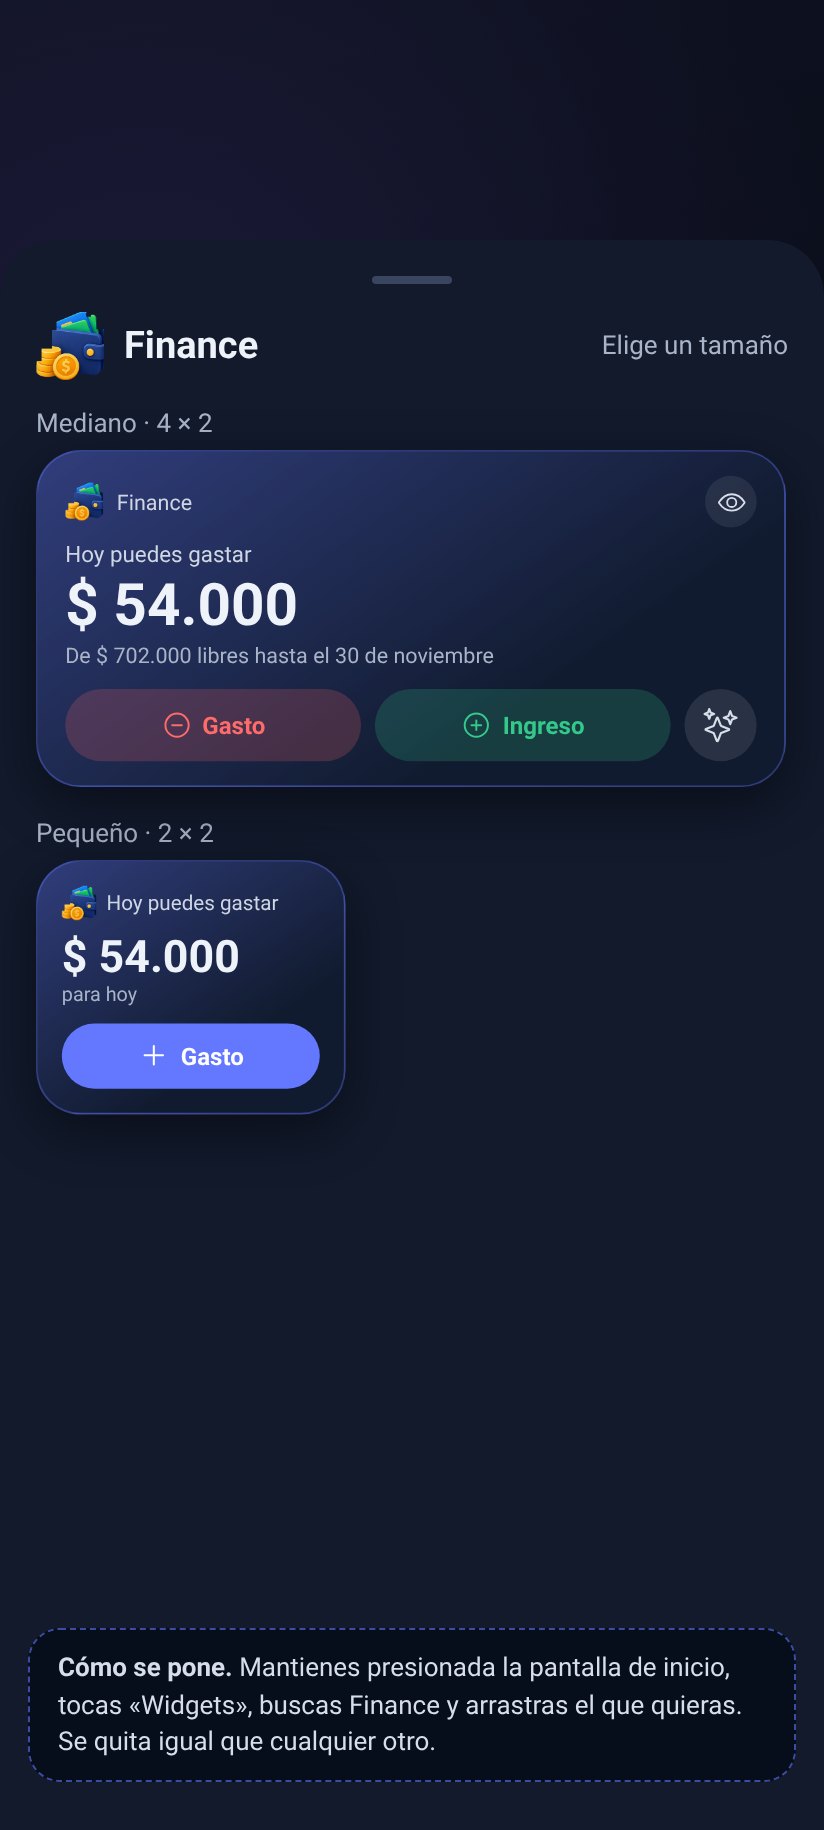 Finance
Elige un tamaño
Mediano · 4 × 2
Finance
Hoy puedes gastar
$ 54.000
De $ 702.000 libres hasta el 30 de noviembre
Gasto
Ingreso
Pequeño · 2 × 2
Hoy puedes gastar
$ 54.000
para hoy
Gasto
Cómo se pone. Mantienes presionada la pantalla de inicio,
tocas «Widgets», buscas Finance y arrastras el que quieras.
Se quita igual que cualquier otro.